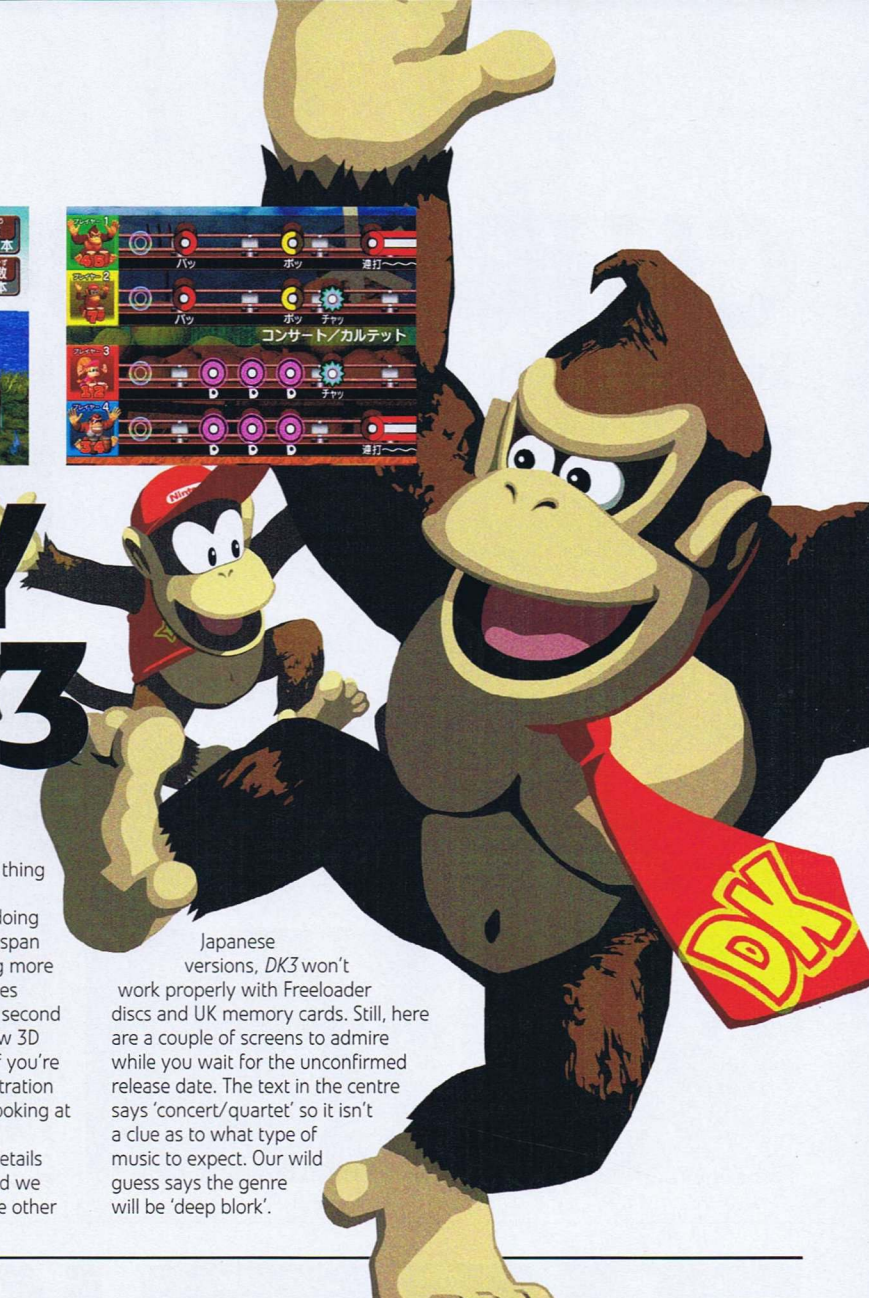 本
数
本
プレイヤー1
パッ
ポッ
連打〜〜〜
プレイヤー2
パッ
ポッ
チャッ
コンサート／カルテット
プレイヤー3
D D D
チャッ
プレイヤー4
D D D
連打〜〜
Y
3
thing
doing
span
g more
es
second
w 3D
f you're
tration
ooking at
etails
d we
e other
Japanese
versions, DK3 won't
work properly with Freeloader
discs and UK memory cards. Still, here
are a couple of screens to admire
while you wait for the unconfirmed
release date. The text in the centre
says 'concert/quartet' so it isn't
a clue as to what type of
music to expect. Our wild
guess says the genre
will be 'deep blork'.
Ninte
DK